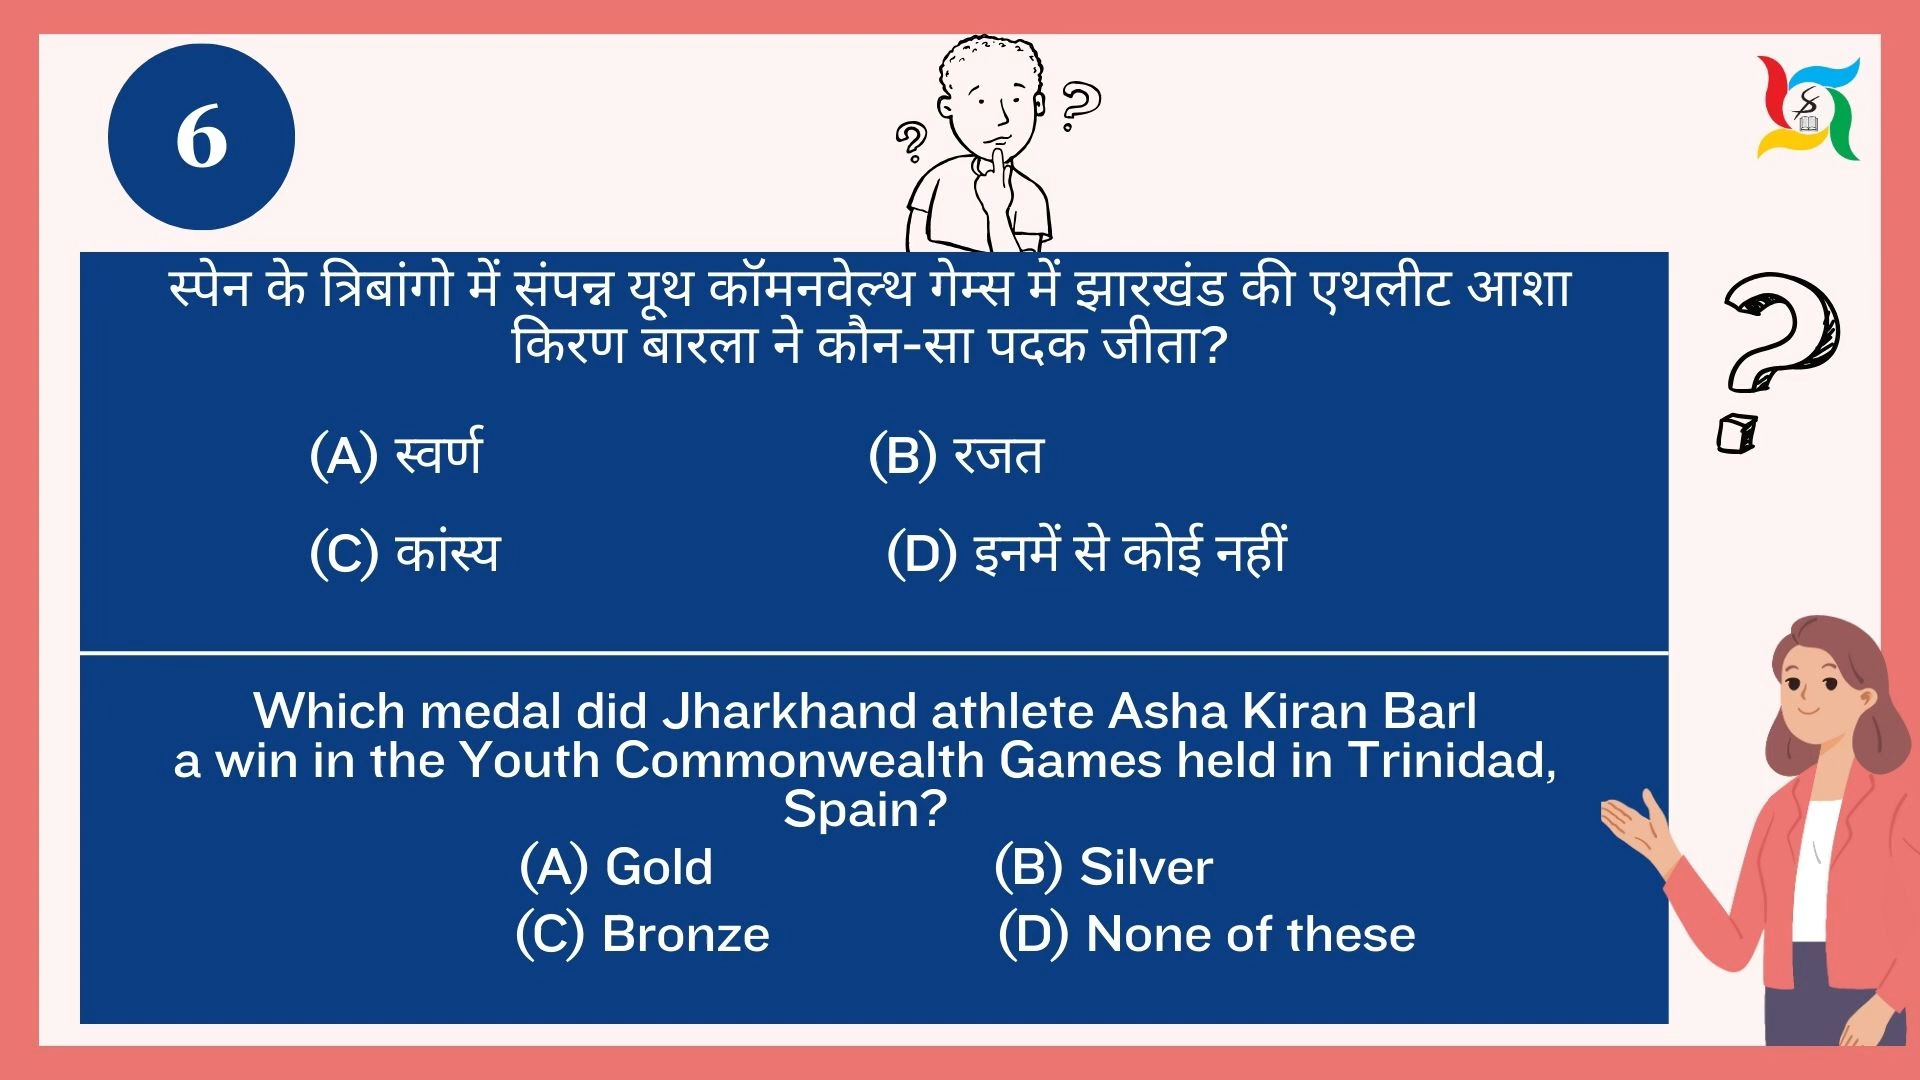 6
स्पेन के त्रिबांगो में संपन्न यूथ कॉमनवेल्थ गेम्स में झारखंड की एथलीट आशा
किरण बारला ने कौन-सा पदक जीता?
(A) स्वर्ण (B) रजत
(C) कांस्य (D) इनमें से कोई नहीं
Which medal did Jharkhand athlete Asha Kiran Barl
a win in the Youth Commonwealth Games held in Trinidad,
Spain?
(A) Gold (B) Silver
(C) Bronze (D) None of these